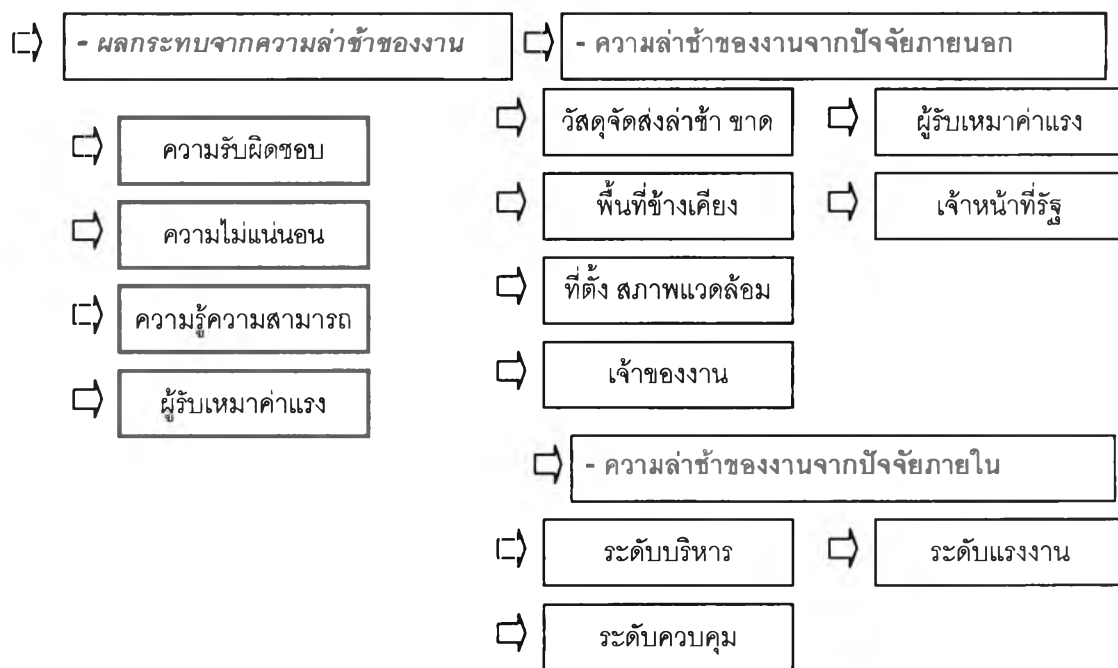 - ผลกระทบจากความล่าช้าของงาน
ความรับผิดชอบ
ความไม่แน่นอน
ความรู้ความสามารถ
ผู้รับเหมาค่าแรง
- ความล่าช้าของงานจากปัจจัยภายนอก
วัสดุจัดส่งล่าช้า ขาด
ผู้รับเหมาค่าแรง
พื้นที่ข้างเคียง
เจ้าหน้าที่รัฐ
ที่ตั้ง สภาพแวดล้อม
เจ้าของงาน
- ความล่าช้าของงานจากปัจจัยภายใน
ระดับบริหาร
ระดับแรงงาน
ระดับควบคุม